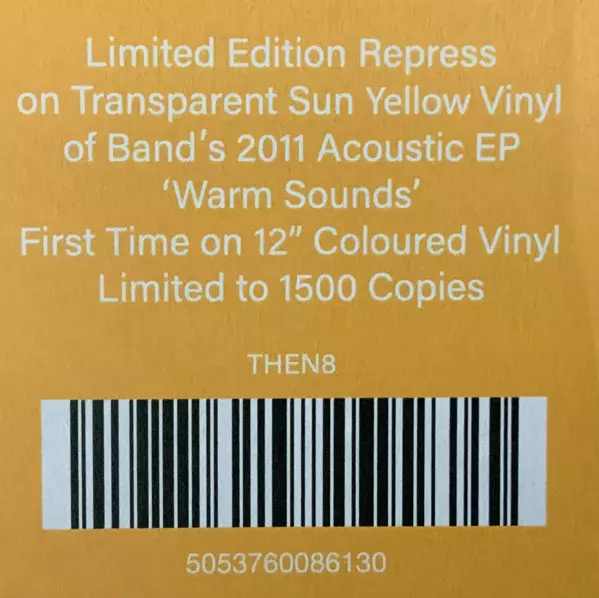 Limited Edition Repress
on Transparent Sun Yellow Vinyl
of Band's 2011 Acoustic EP
‘Warm Sounds’
First Time on 12” Coloured Vinyl
Limited to 1500 Copies
THEN8
5053760086130